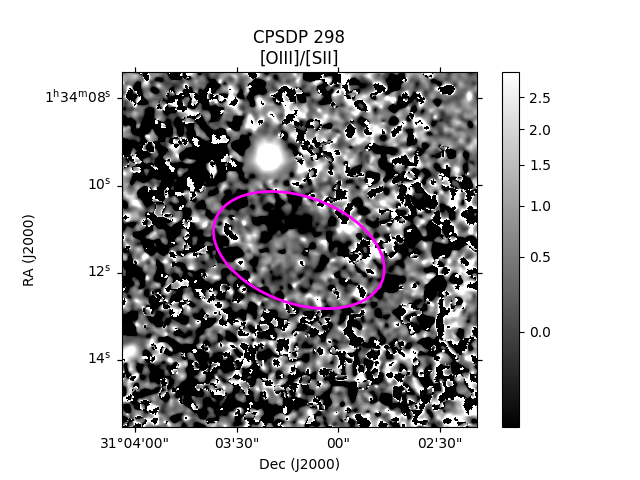 CPSDP 298
[OIII]/[SII]
1ʰ34ᵐ08ˢ
10ˢ
12ˢ
14ˢ
RA (J2000)
31°04'00"
03'30"
00"
02'30"
Dec (J2000)
2.5
2.0
1.5
1.0
0.5
0.0